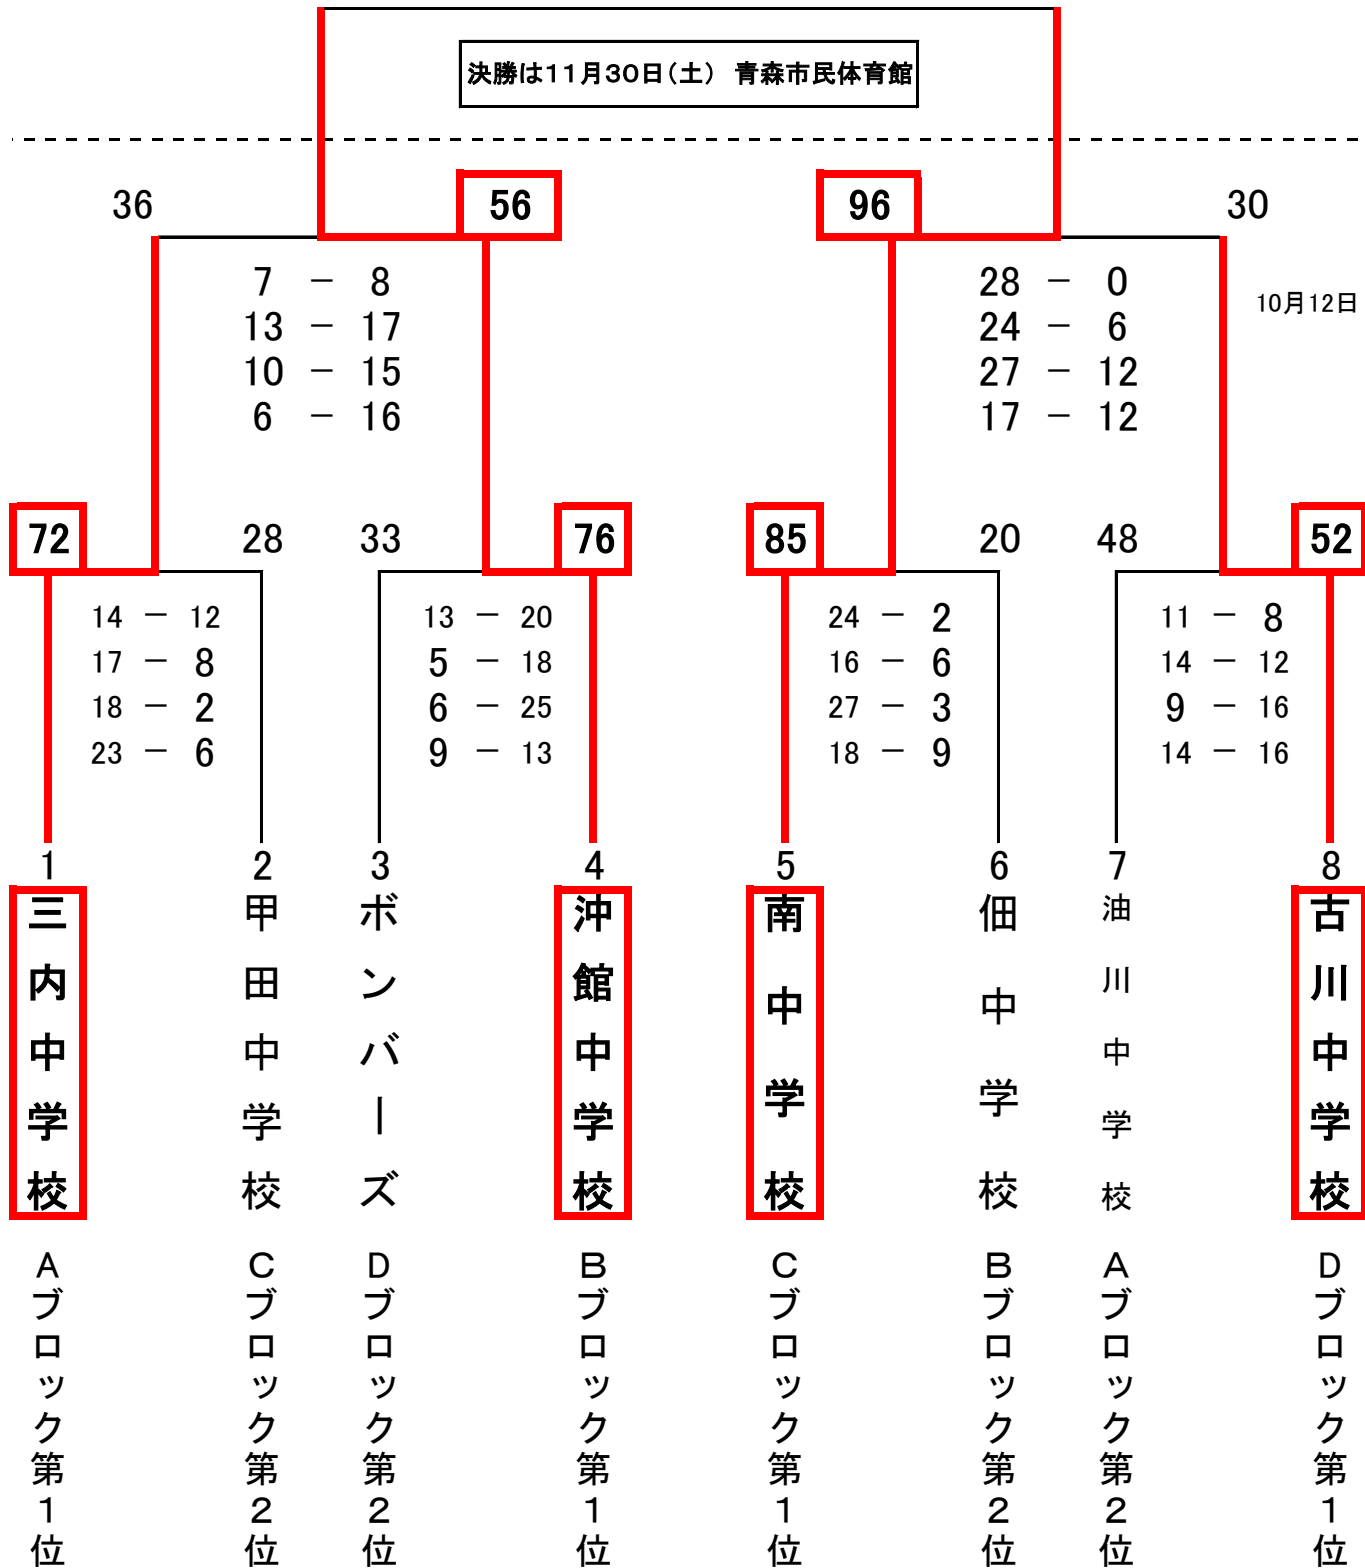 決勝は11月30日(土) 青森市民体育館
36
56
96
30
7 － 8
13 － 17
10 － 15
6 － 16
28 － 0
24 － 6
27 － 12
17 － 12
10月12日
72
28
33
76
85
20
48
52
14 － 12
17 － 8
18 － 2
23 － 6
13 － 20
5 － 18
6 － 25
9 － 13
24 － 2
16 － 6
27 － 3
18 － 9
11 － 8
14 － 12
9 － 16
14 － 16
1
2
3
4
5
6
7
8
三内中学校
甲田中学校
ボンバーズ
沖館中学校
南中学校
佃中学校
油川中学校
古川中学校
Aブロック第1位
Cブロック第2位
Dブロック第2位
Bブロック第1位
Cブロック第1位
Bブロック第2位
Aブロック第2位
Dブロック第1位